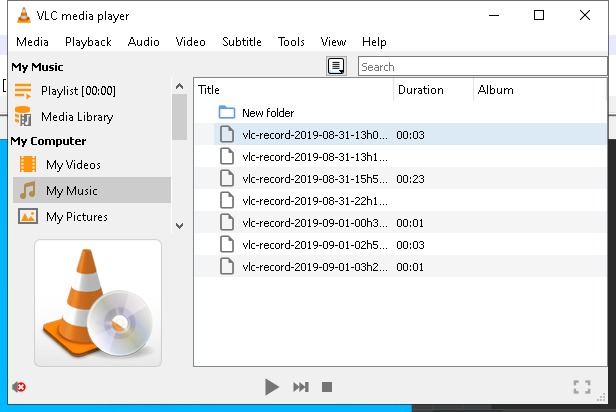 VLC media player
Media Playback Audio Video Subtitle Tools View Help
My Music
Search
Playlist [00:00]
Media Library
My Computer
My Videos
My Music
My Pictures
Title Duration Album
New folder
vlc-record-2019-08-31-13h0... 00:03
vlc-record-2019-08-31-13h1...
vlc-record-2019-08-31-15h5... 00:23
vlc-record-2019-08-31-22h1...
vlc-record-2019-09-01-00h3... 00:01
vlc-record-2019-09-01-02h5... 00:03
vlc-record-2019-09-01-03h2... 00:01